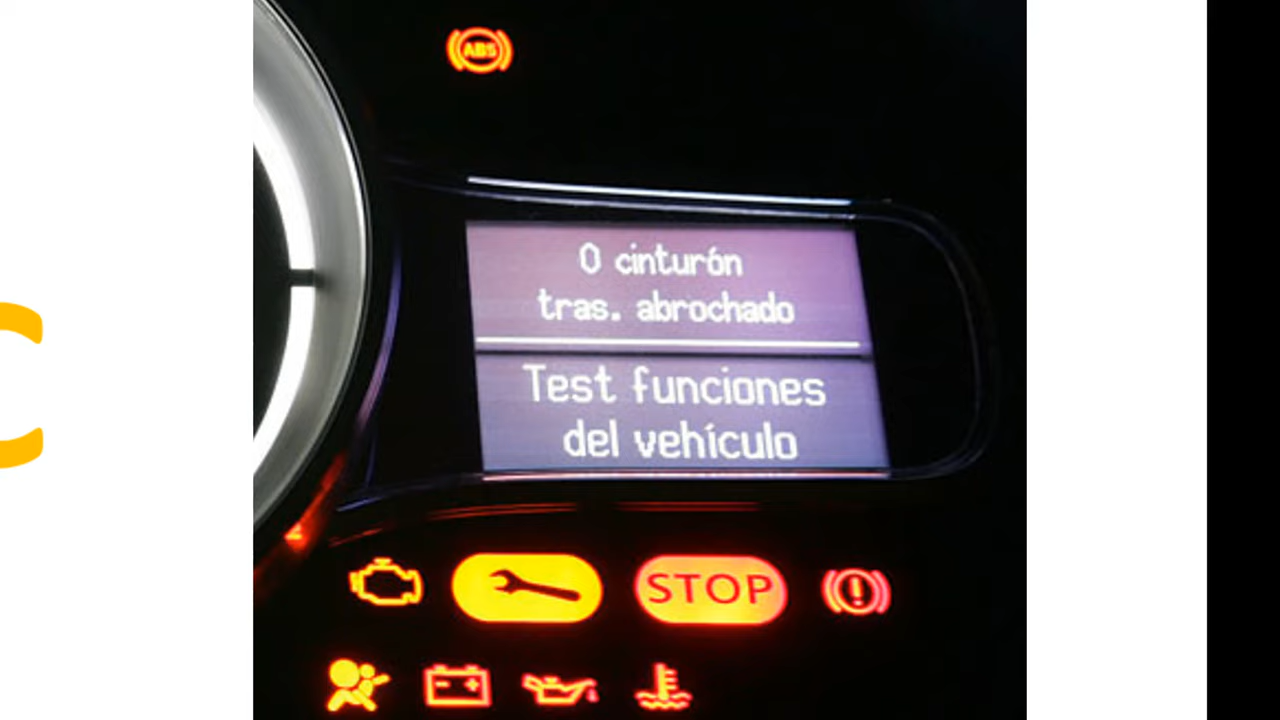 ABS
0 cinturón
tras. abrochado
Test funciones
del vehículo
STOP